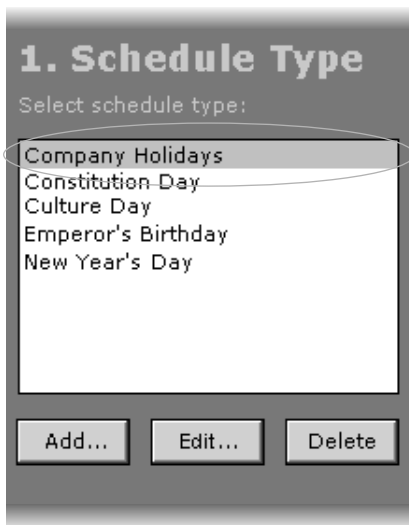 1. Schedule Type
Select schedule type:
Company Holidays
Constitution Day
Culture Day
Emperor's Birthday
New Year's Day
Add... Edit... Delete